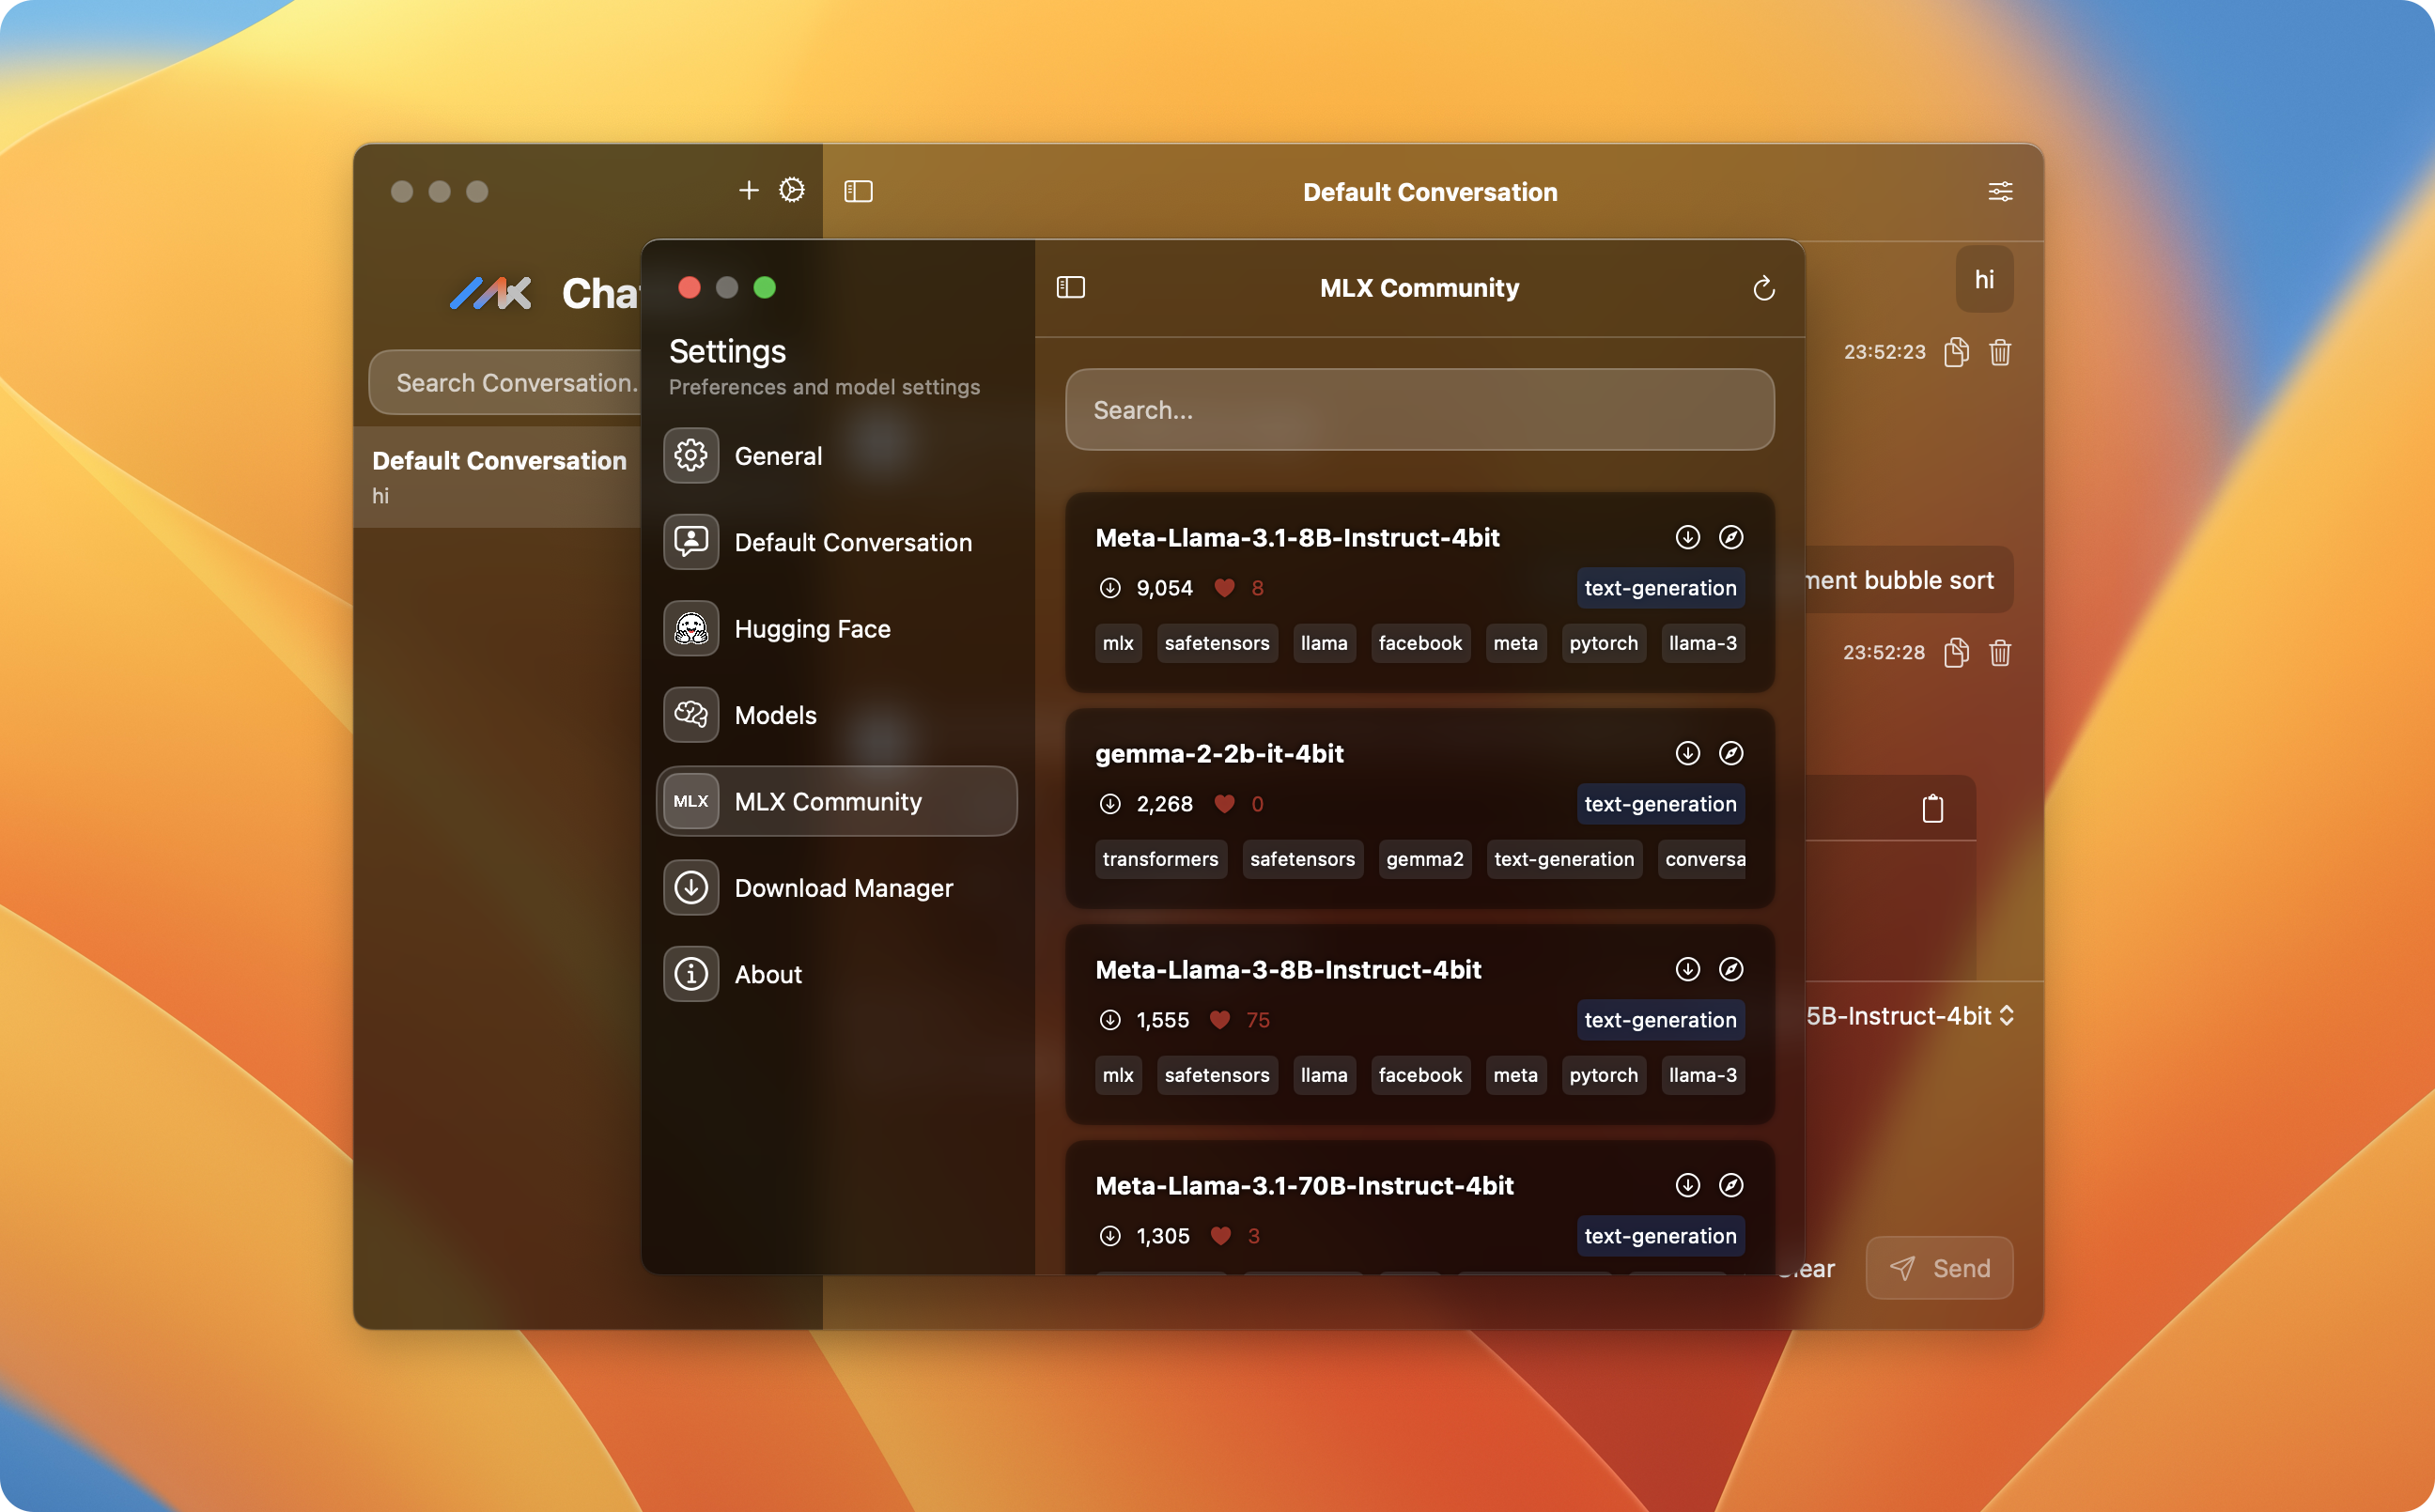 Default Conversation
Cha
Search Conversation.
Default Conversation
hi
Settings
Preferences and model settings
General
Default Conversation
Hugging Face
Models
MLX MLX Community
Download Manager
About
MLX Community
Search...
Meta-Llama-3.1-8B-Instruct-4bit
9,054 8 text-generation
mlx safetensors llama facebook meta pytorch llama-3
gemma-2-2b-it-4bit
2,268 0 text-generation
transformers safetensors gemma2 text-generation conversa
Meta-Llama-3-8B-Instruct-4bit
1,555 75 text-generation
mlx safetensors llama facebook meta pytorch llama-3
Meta-Llama-3.1-70B-Instruct-4bit
1,305 3 text-generation
hi
23:52:23
ment bubble sort
23:52:28
5B-Instruct-4bit
lear
Send